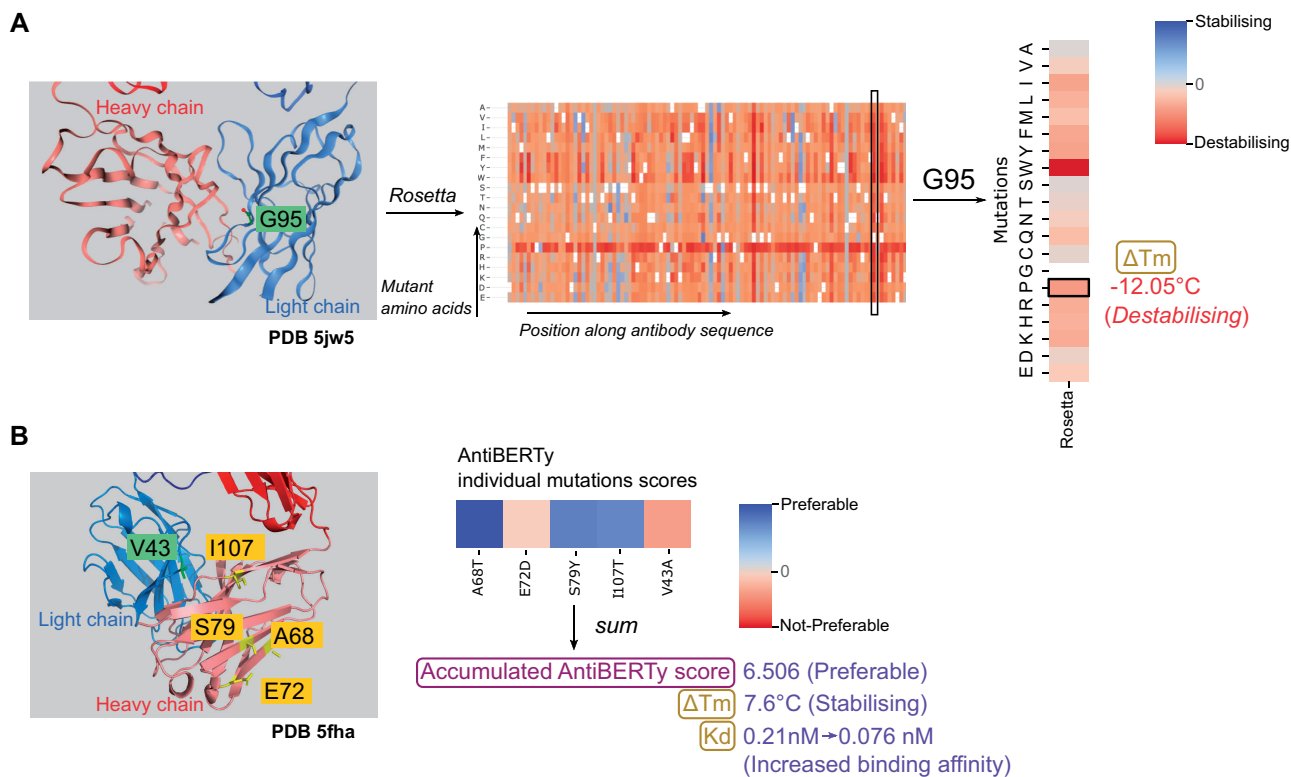 A
Heavy chain
G95
Light chain
PDB 5jw5
Rosetta
Mutant
amino acids
A
V
I
L
M
F
Y
W
S
T
N
Q
C
G
P
R
H
K
D
E
Position along antibody sequence
G95
Mutations
A
V
I
L
M
F
Y
W
S
T
N
Q
C
G
P
R
H
K
D
E
Rosetta
Stabilising
0
Destabilising
ΔTm
-12.05°C
(Destabilising)
B
V43
I107
Light chain
S79
A68
E72
Heavy chain
PDB 5fha
AntiBERTy
individual mutations scores
A68T
E72D
S79Y
I107T
V43A
Preferable
0
Not-Preferable
sum
Accumulated AntiBERTy score 6.506 (Preferable)
ΔTm 7.6°C (Stabilising)
Kd 0.21nM→0.076 nM
(Increased binding affinity)